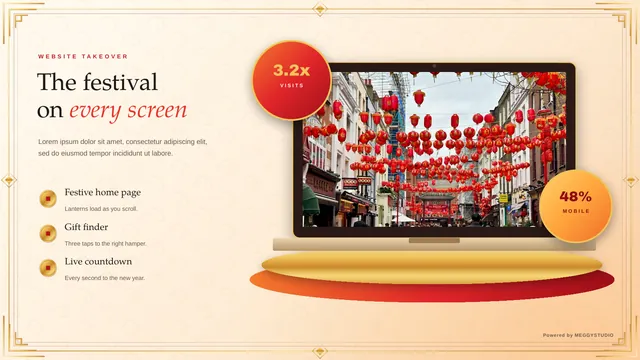 WEBSITE TAKEOVER
The festival
on every screen
Lorem ipsum dolor sit amet, consectetur adipiscing elit,
sed do eiusmod tempor incididunt ut labore.
Festive home page
Lanterns load as you scroll.
Gift finder
Three taps to the right hamper.
Live countdown
Every second to the new year.
3.2x
VISITS
48%
MOBILE
Powered by MEGGYSTUDIO